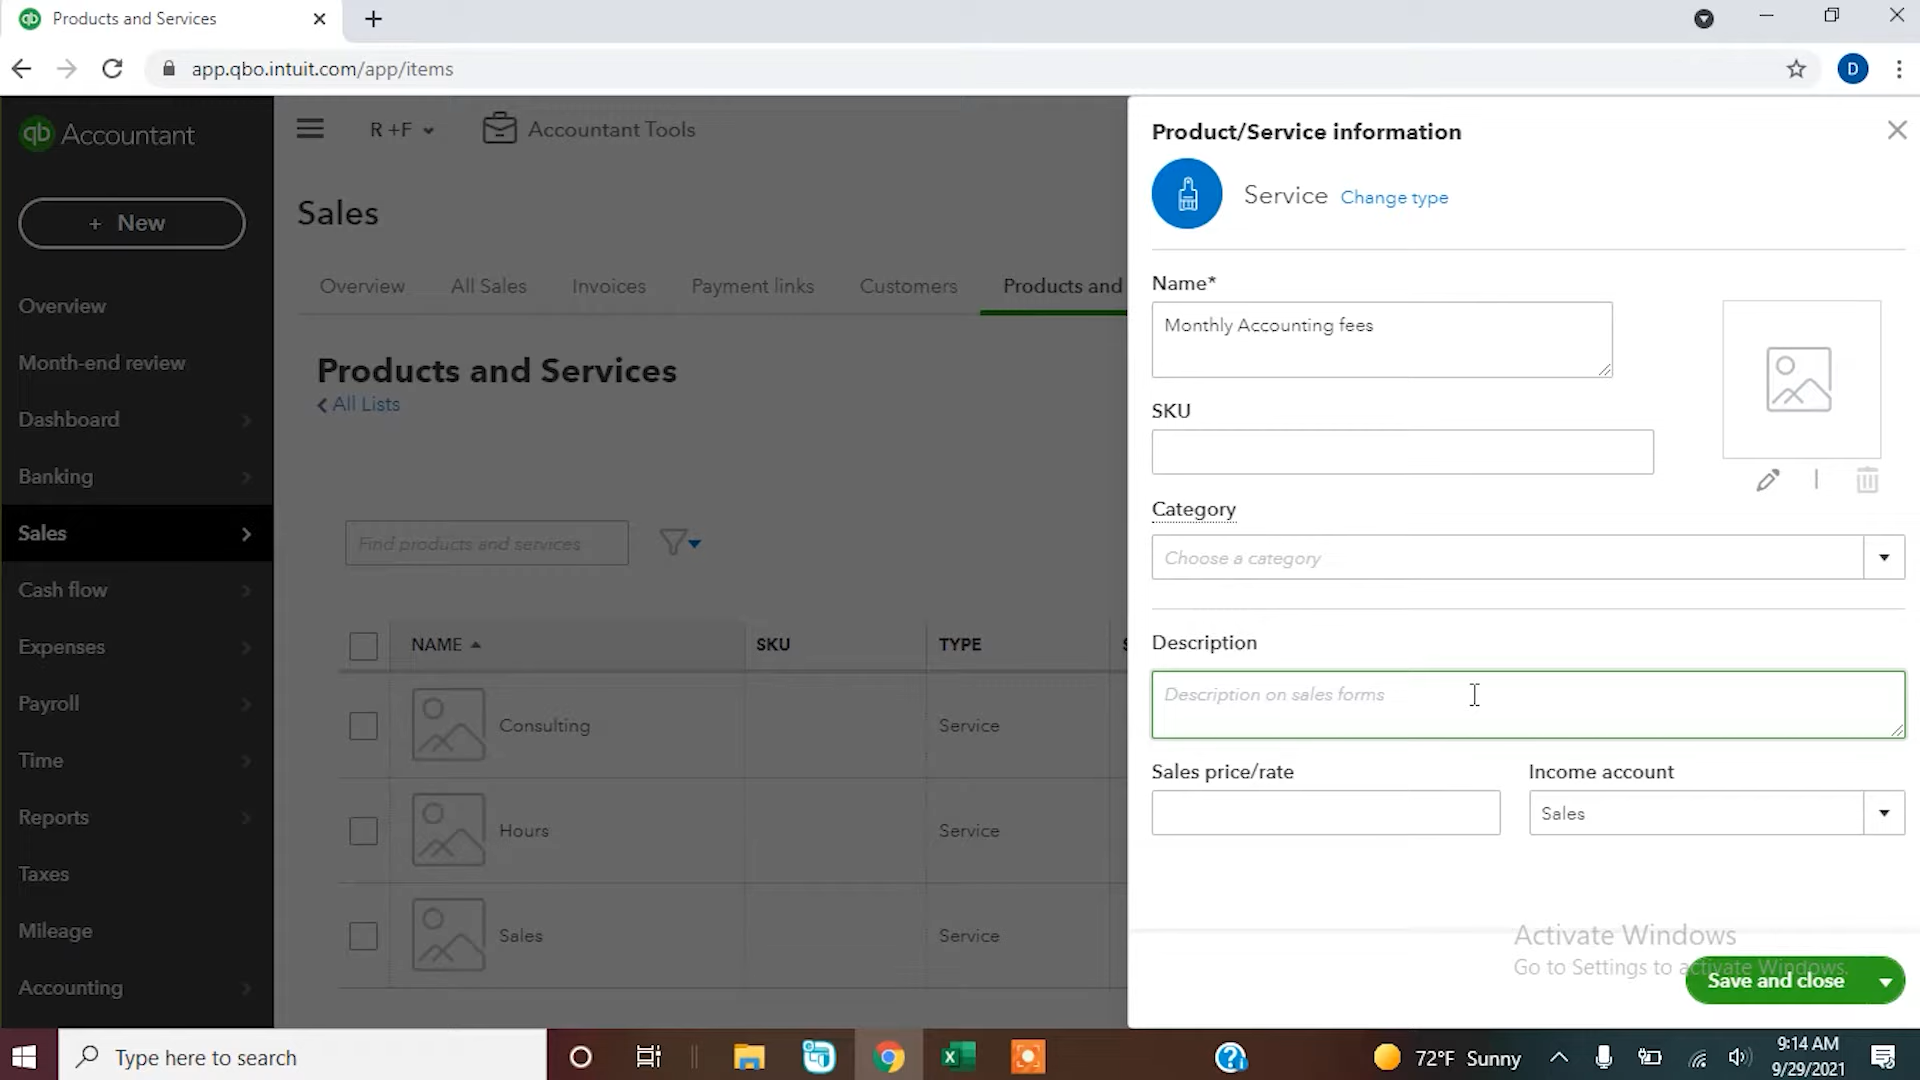 Products and Services
app.qbo.intuit.com/app/items
D
qb Accountant
+ New
Overview
Month-end review
Dashboard
Banking
Sales
Cash flow
Expenses
Payroll
Time
Reports
Taxes
Mileage
Accounting
R +F
Accountant Tools
Sales
Overview
All Sales
Invoices
Payment links
Customers
Products and
Products and Services
All Lists
Find products and services
NAME
SKU
TYPE
Consulting
Service
Hours
Service
Sales
Service
Product/Service information
Service Change type
Name*
Monthly Accounting fees
SKU
Category
Choose a category
Description
Description on sales forms
Sales price/rate
Income account
Sales
Activate Windows
Go to Settings to activate Windows.
Save and close
Type here to search
72°F Sunny
9:14 AM
9/29/2021